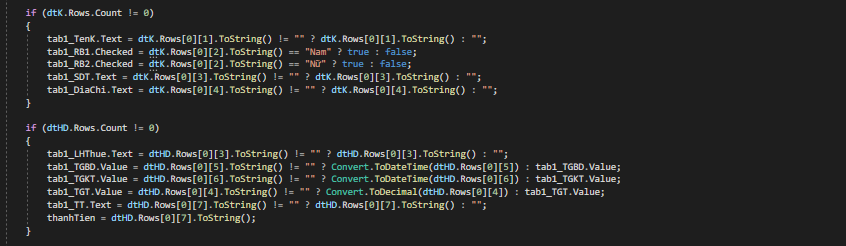 if (dtK.Rows.Count != 0)
{
tab1_TenK.Text = dtK.Rows[0][1].ToString() != "" ? dtK.Rows[0][1].ToString() : "";
tab1_RB1.Checked = dtK.Rows[0][2].ToString() == "Nam" ? true : false;
tab1_RB2.Checked = dtK.Rows[0][2].ToString() == "Nữ" ? true : false;
tab1_SDT.Text = dtK.Rows[0][3].ToString() != "" ? dtK.Rows[0][3].ToString() : "";
tab1_DiaChi.Text = dtK.Rows[0][4].ToString() != "" ? dtK.Rows[0][4].ToString() : "";
}
if (dtHD.Rows.Count != 0)
{
tab1_LHThue.Text = dtHD.Rows[0][3].ToString() != "" ? dtHD.Rows[0][3].ToString() : "";
tab1_TGBD.Value = dtHD.Rows[0][5].ToString() != "" ? Convert.ToDateTime(dtHD.Rows[0][5]) : tab1_TGBD.Value;
tab1_TGKT.Value = dtHD.Rows[0][6].ToString() != "" ? Convert.ToDateTime(dtHD.Rows[0][6]) : tab1_TGKT.Value;
tab1_TGT.Value = dtHD.Rows[0][4].ToString() != "" ? Convert.ToDecimal(dtHD.Rows[0][4]) : tab1_TGT.Value;
tab1_TT.Text = dtHD.Rows[0][7].ToString() != "" ? dtHD.Rows[0][7].ToString() : "";
thanhTien = dtHD.Rows[0][7].ToString();
}